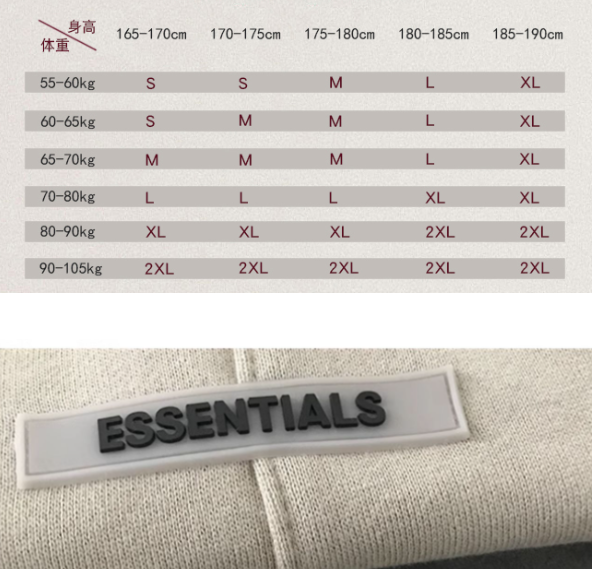 身高
体重
165-170cm 170-175cm 175-180cm 180-185cm 185-190cm
55-60kg S S M L XL
60-65kg S M M L XL
65-70kg M M M L XL
70-80kg L L L XL XL
80-90kg XL XL XL 2XL 2XL
90-105kg 2XL 2XL 2XL 2XL 2XL
ESSENTIALS